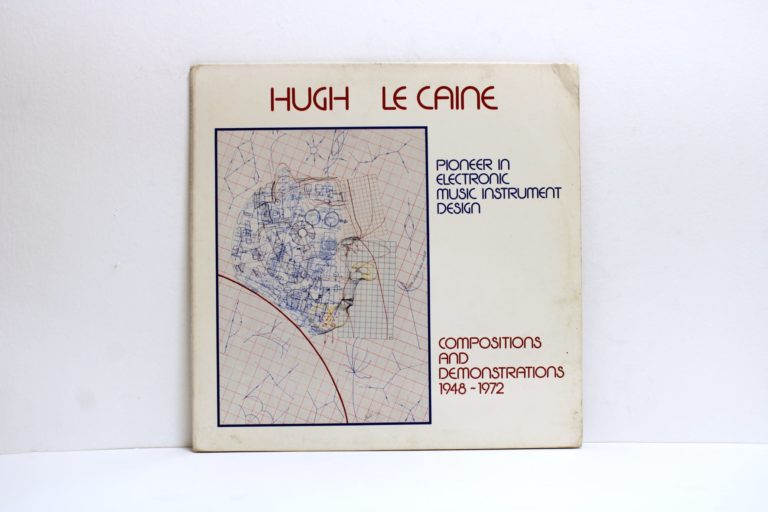 HUGH LE CAINE
PIONEER IN
ELECTRONIC
MUSIC INSTRUMENT
DESIGN
COMPOSITIONS
AND
DEMONSTRATIONS
1948 - 1972